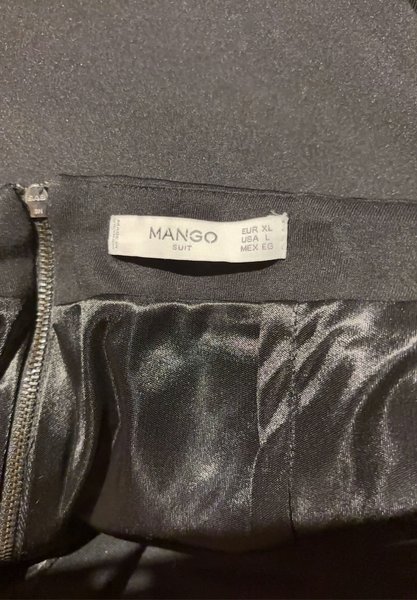 MANGO
SUIT
EUR XL
USA L
MEX EG